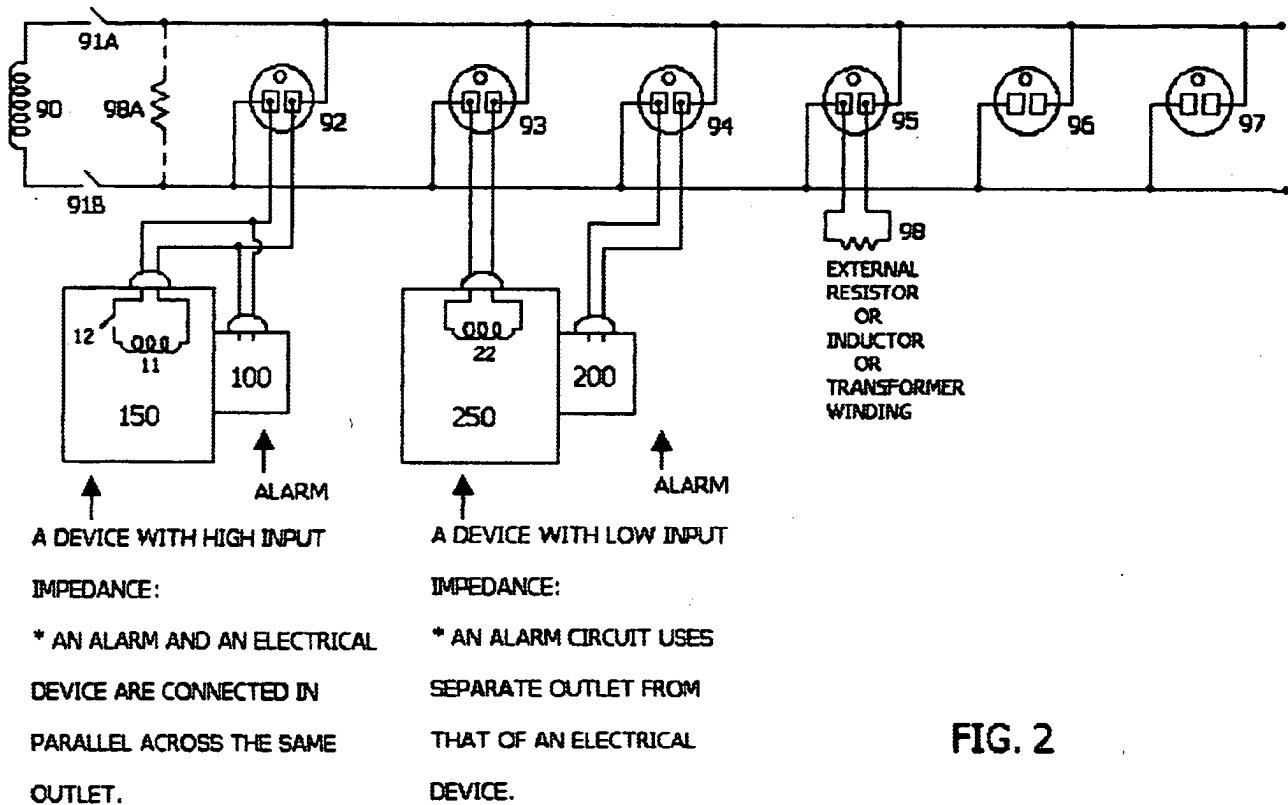 91A
90
98A
92
93
94
95
96
97
91B
98
EXTERNAL
RESISTOR
OR
INDUCTOR
OR
TRANSFORMER
WINDING
12
11
100
150
22
200
250
ALARM
ALARM
A DEVICE WITH HIGH INPUT
IMPEDANCE:
* AN ALARM AND AN ELECTRICAL
DEVICE ARE CONNECTED IN
PARALLEL ACROSS THE SAME
OUTLET.
A DEVICE WITH LOW INPUT
IMPEDANCE:
* AN ALARM CIRCUIT USES
SEPARATE OUTLET FROM
THAT OF AN ELECTRICAL
DEVICE.
FIG. 2